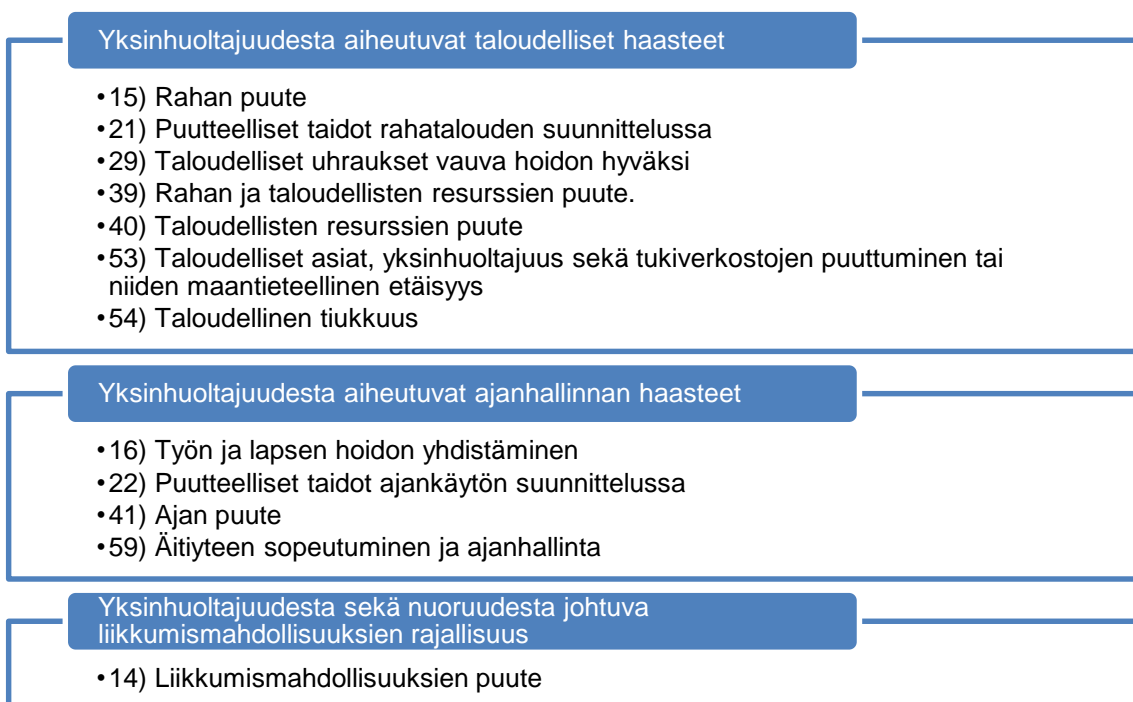 Yksinhuoltajuudesta aiheutuvat taloudelliset haasteet
•15) Rahan puute
•21) Puutteelliset taidot rahatalouden suunnittelussa
•29) Taloudelliset uhraukset vauva hoidon hyväksi
•39) Rahan ja taloudellisten resurssien puute.
•40) Taloudellisten resurssien puute
•53) Taloudelliset asiat, yksinhuoltajuus sekä tukiverkostojen puuttuminen tai
niiden maantieteellinen etäisyys
•54) Taloudellinen tiukkuus
Yksinhuoltajuudesta aiheutuvat ajanhallinnan haasteet
•16) Työn ja lapsen hoidon yhdistäminen
•22) Puutteelliset taidot ajankäytön suunnittelussa
•41) Ajan puute
•59) Äitiyteen sopeutuminen ja ajanhallinta
Yksinhuoltajuudesta sekä nuoruudesta johtuva
liikkumismahdollisuuksien rajallisuus
•14) Liikkumismahdollisuuksien puute